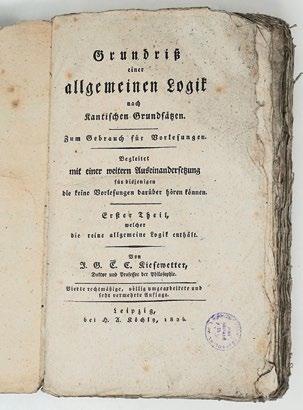 Grundriß
einer
allgemeinen Logik
nach
Kantischen Grundsätzen.
Zum Gebrauch für Vorlesungen.
Begleitet
mit einer weitern Auseinandersetzung
für diejenigen
die keine Vorlesungen darüber hören können.
Erster Theil,
welcher
die reine allgemeine Logik enthält.
Von
J. G. C. C. Kiesewetter,
Doktor und Professor der Philosophie.
Vierte rechtmäßige, völlig umgearbeitete und
sehr vermehrte Auflage.
Leipzig,
bei H. A. Köchly,